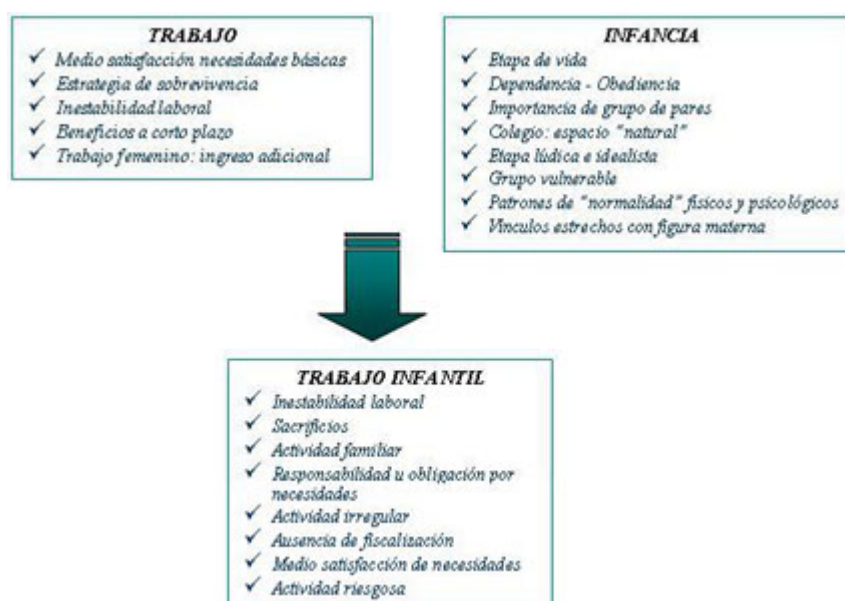 TRABAJO
✓ Medio satisfacción necesidades básicas
✓ Estrategia de sobrevivencia
✓ Inestabilidad laboral
✓ Beneficios a corto plazo
✓ Trabajo femenino: ingreso adicional
INFANCIA
✓ Etapa de vida
✓ Dependencia - Obediencia
✓ Importancia de grupo de pares
✓ Colegio: espacio "natural"
✓ Etapa lúdica e idealista
✓ Grupo vulnerable
✓ Patrones de "normalidad" físicos y psicológicos
✓ Vínculos estrechos con figura materna
TRABAJO INFANTIL
✓ Inestabilidad laboral
✓ Sacrificios
✓ Actividad familiar
✓ Responsabilidad u obligación por
necesidades
✓ Actividad irregular
✓ Ausencia de fiscalización
✓ Medio satisfacción de necesidades
✓ Actividad riesgosa